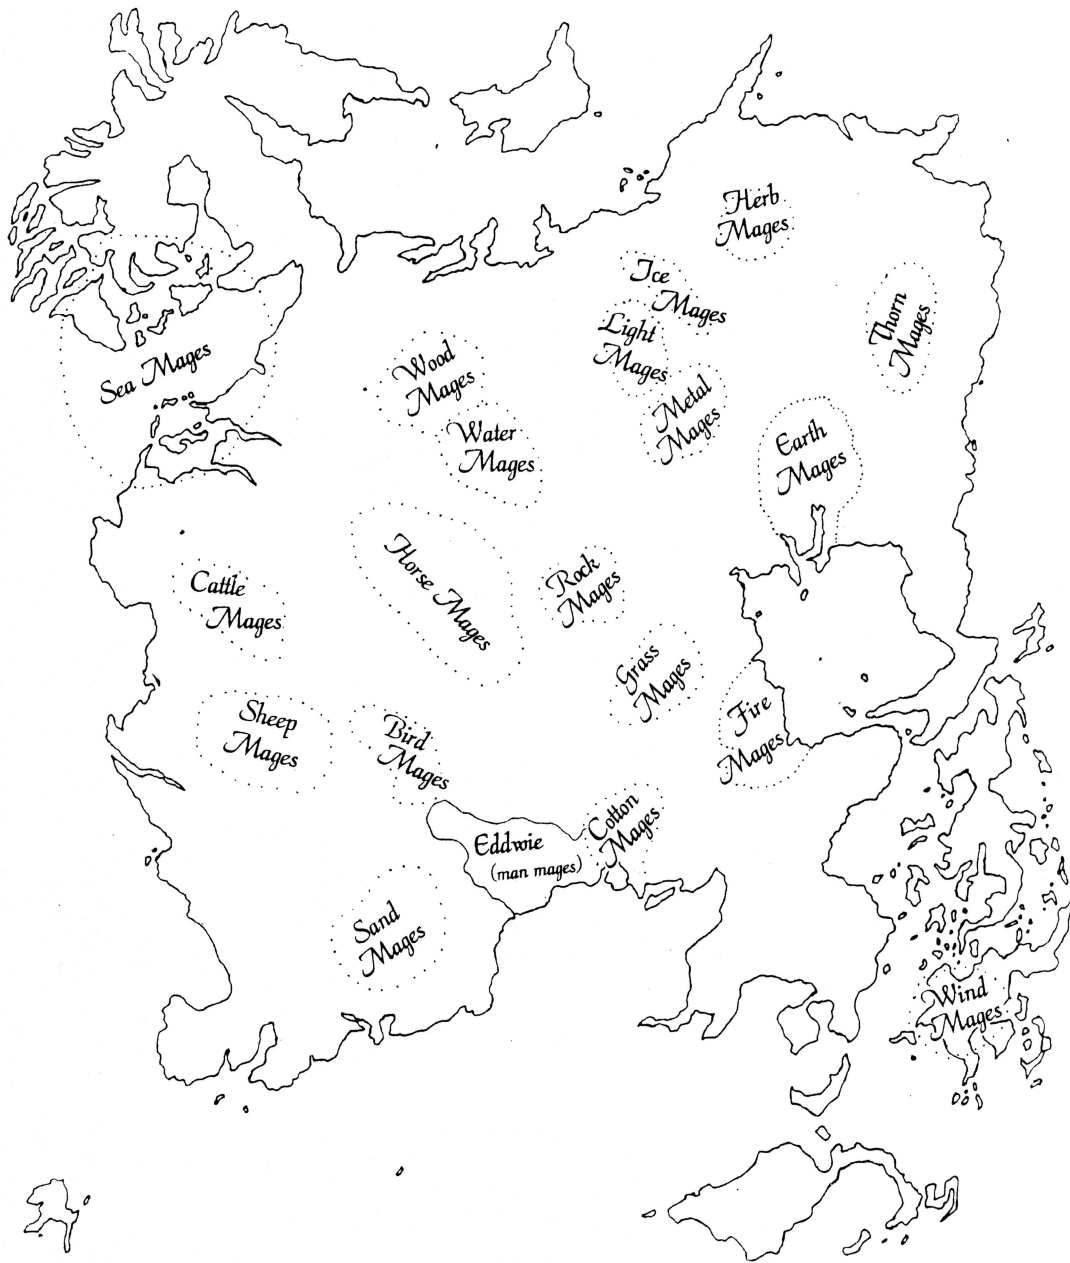 Herb
Mages
Ice
Mages
Light
Mages
Thorn
Mages
Sea Mages
Wood
Mages
Metal
Mages
Water
Mages
Earth
Mages
Horse Mages
Rock
Mages
Cattle
Mages
Grass
Mages
Sheep
Mages
Bird
Mages
Fire
Mages
Cotton
Mages
Eddwie
(man mages)
Sand
Mages
Wind
Mages